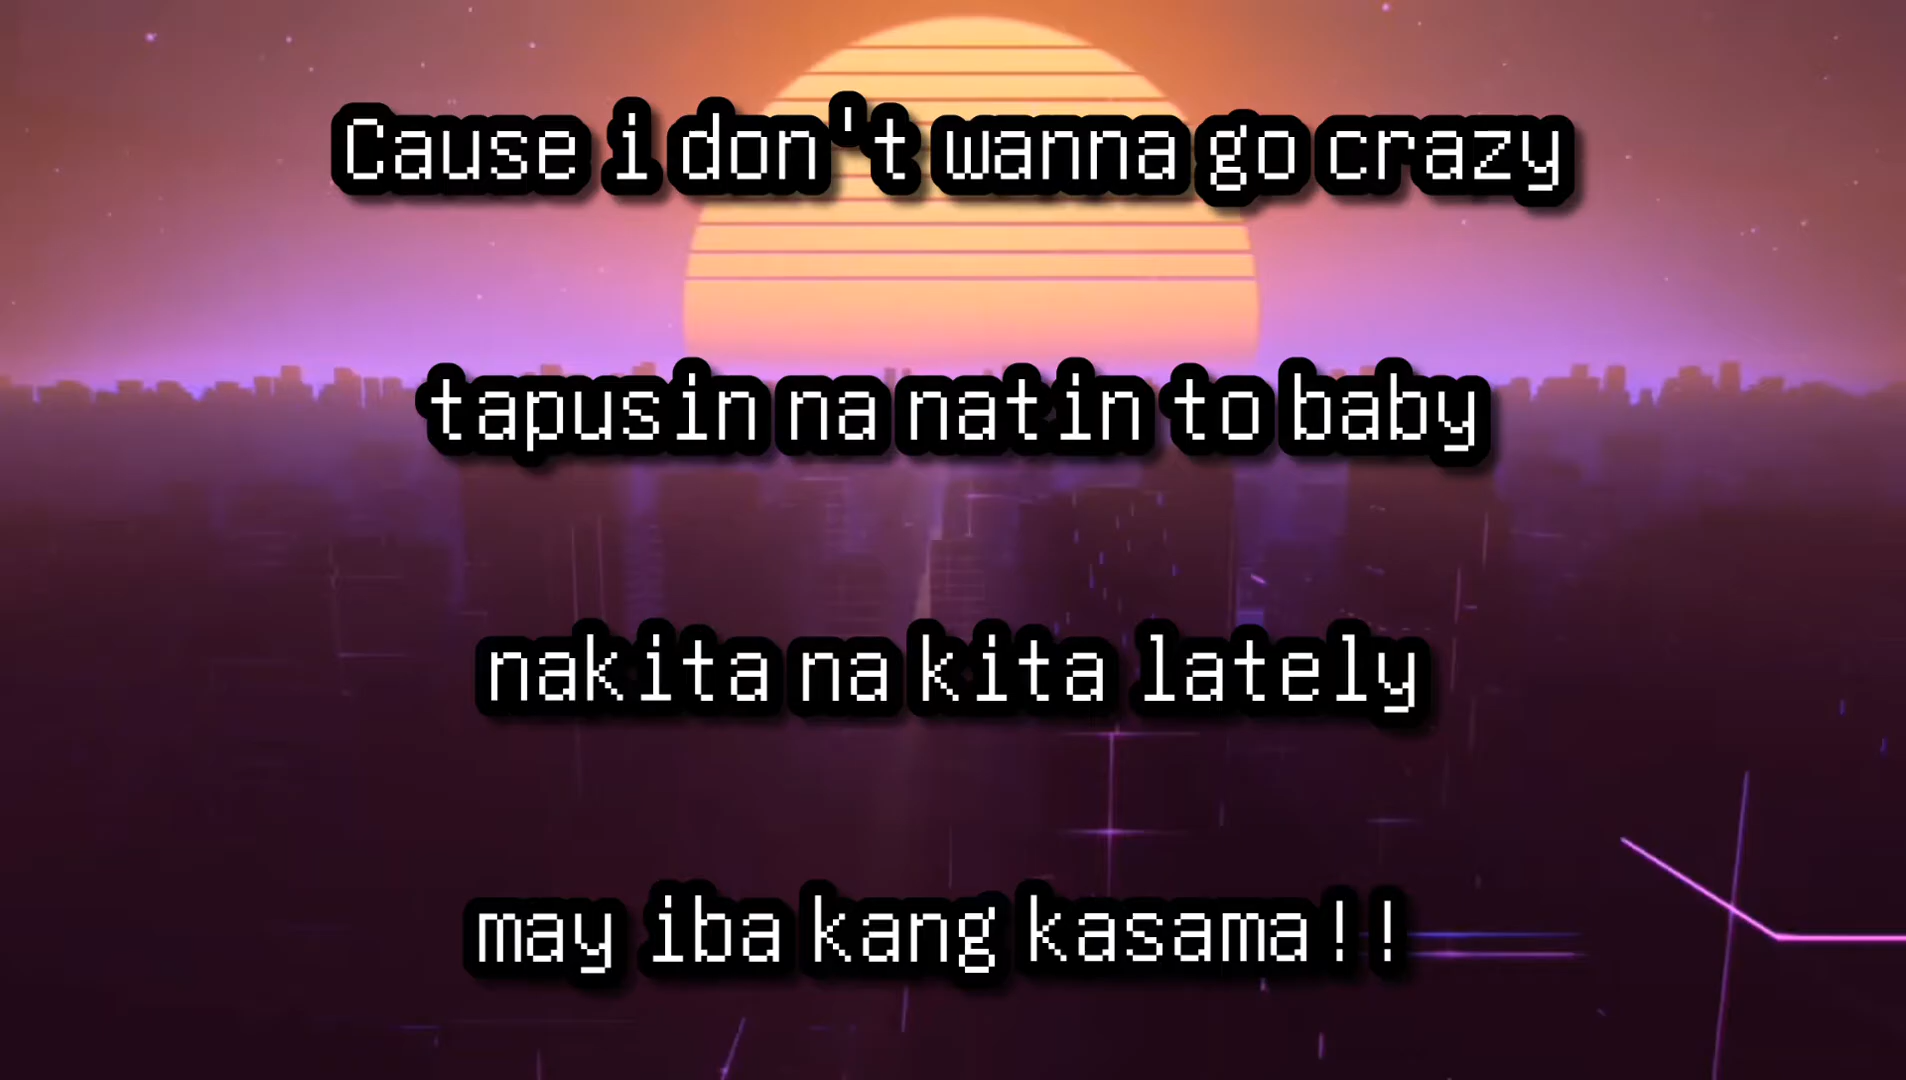 Cause i don't wanna go crazy
tapusin na natin to baby
nakita na kita lately
may iba kang kasama!!